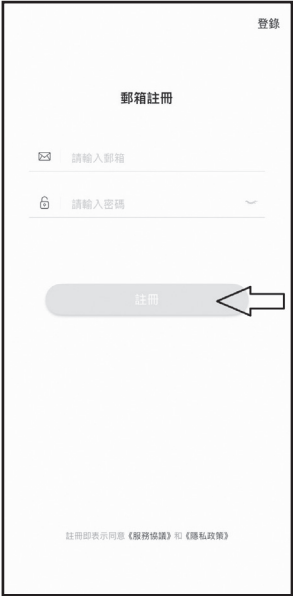 登錄
郵箱註冊
請輸入郵箱
請輸入密碼
註冊
註冊即表示同意《服務協議》和《隱私政策》